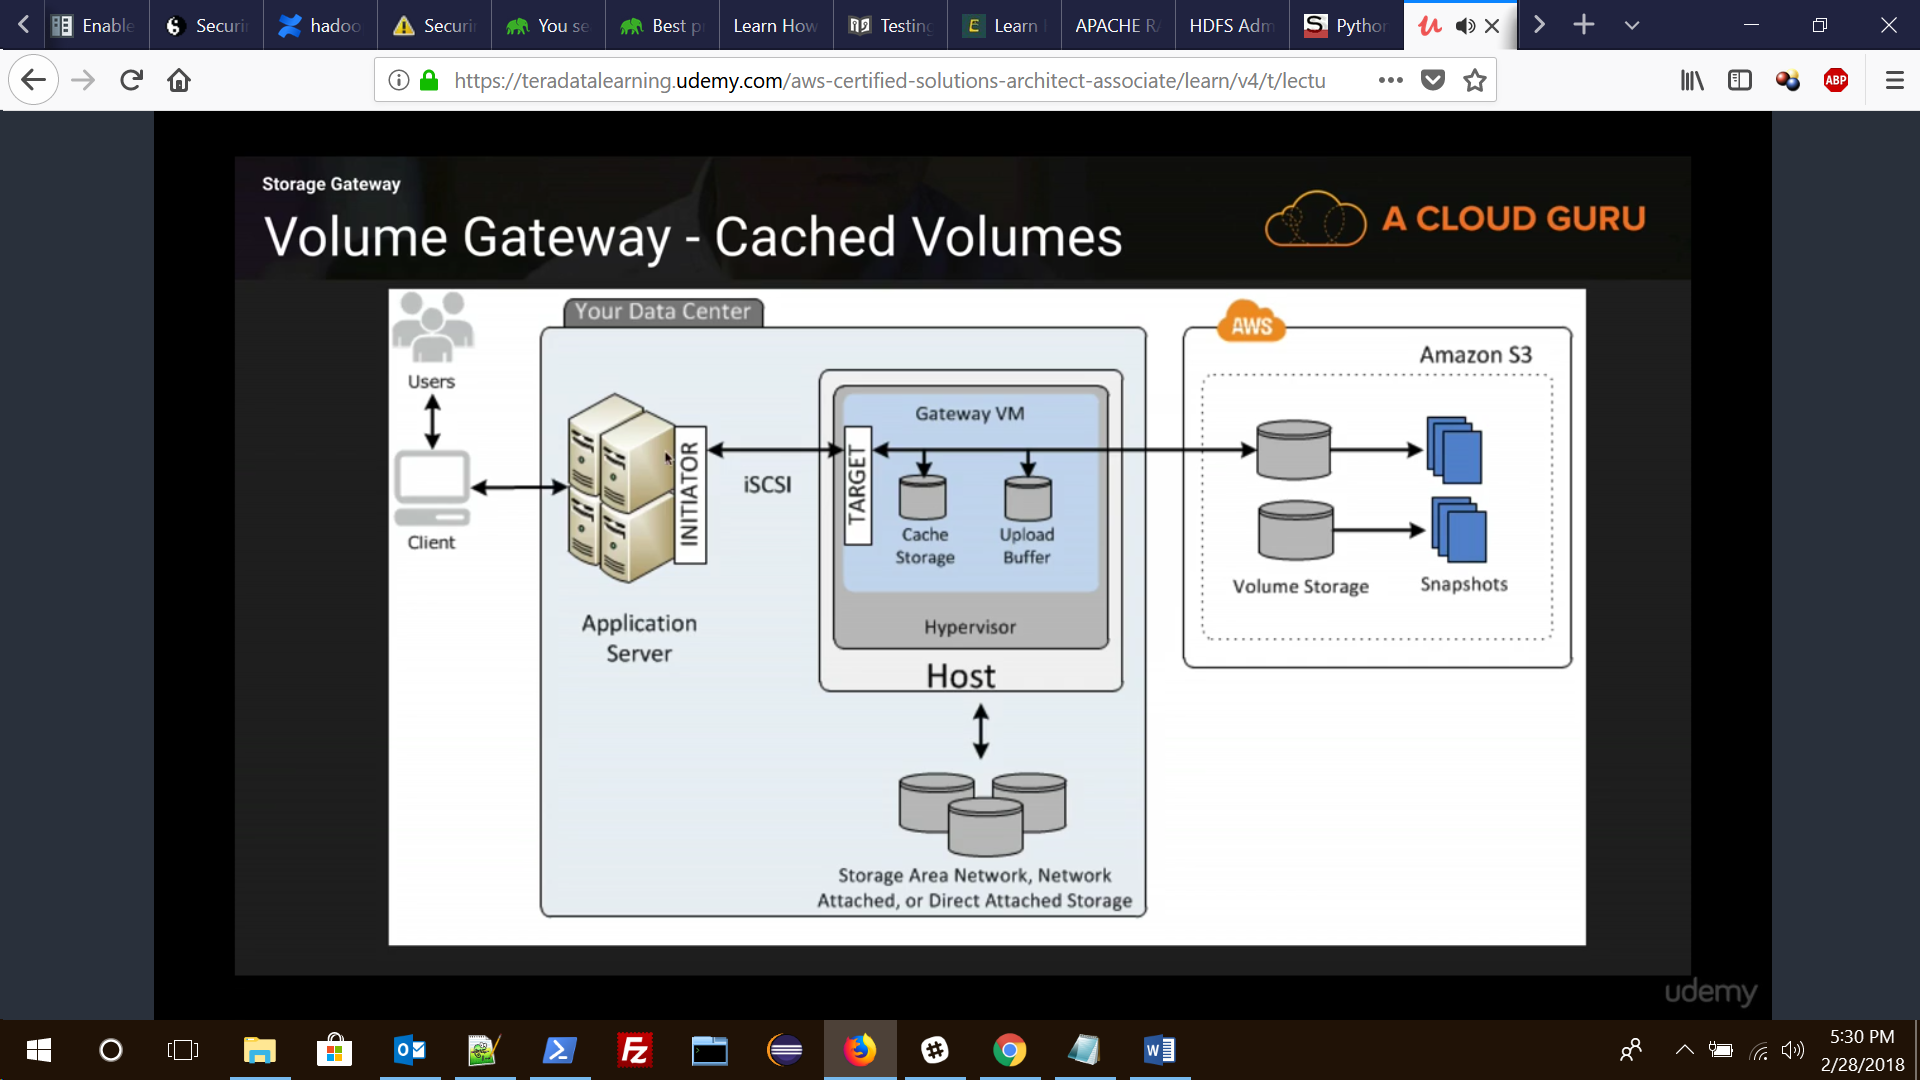 Enable
Securi
hadoo
Securi
You se
Best p
Learn How
Testing
E
Learn
APACHE R
HDFS Adm
S
Pytho
https://teradatalearning.udemy.com/aws-certified-solutions-architect-associate/learn/v4/t/lectu
ABP
Storage Gateway
Volume Gateway - Cached Volumes
A CLOUD GURU
Users
Client
Your Data Center
Application
Server
INITIATOR
iSCSI
TARGET
Gateway VM
Cache
Storage
Upload
Buffer
Hypervisor
Host
Storage Area Network, Network
Attached, or Direct Attached Storage
AWS
Amazon S3
Volume Storage
Snapshots
udemy
5:30 PM
2/28/2018